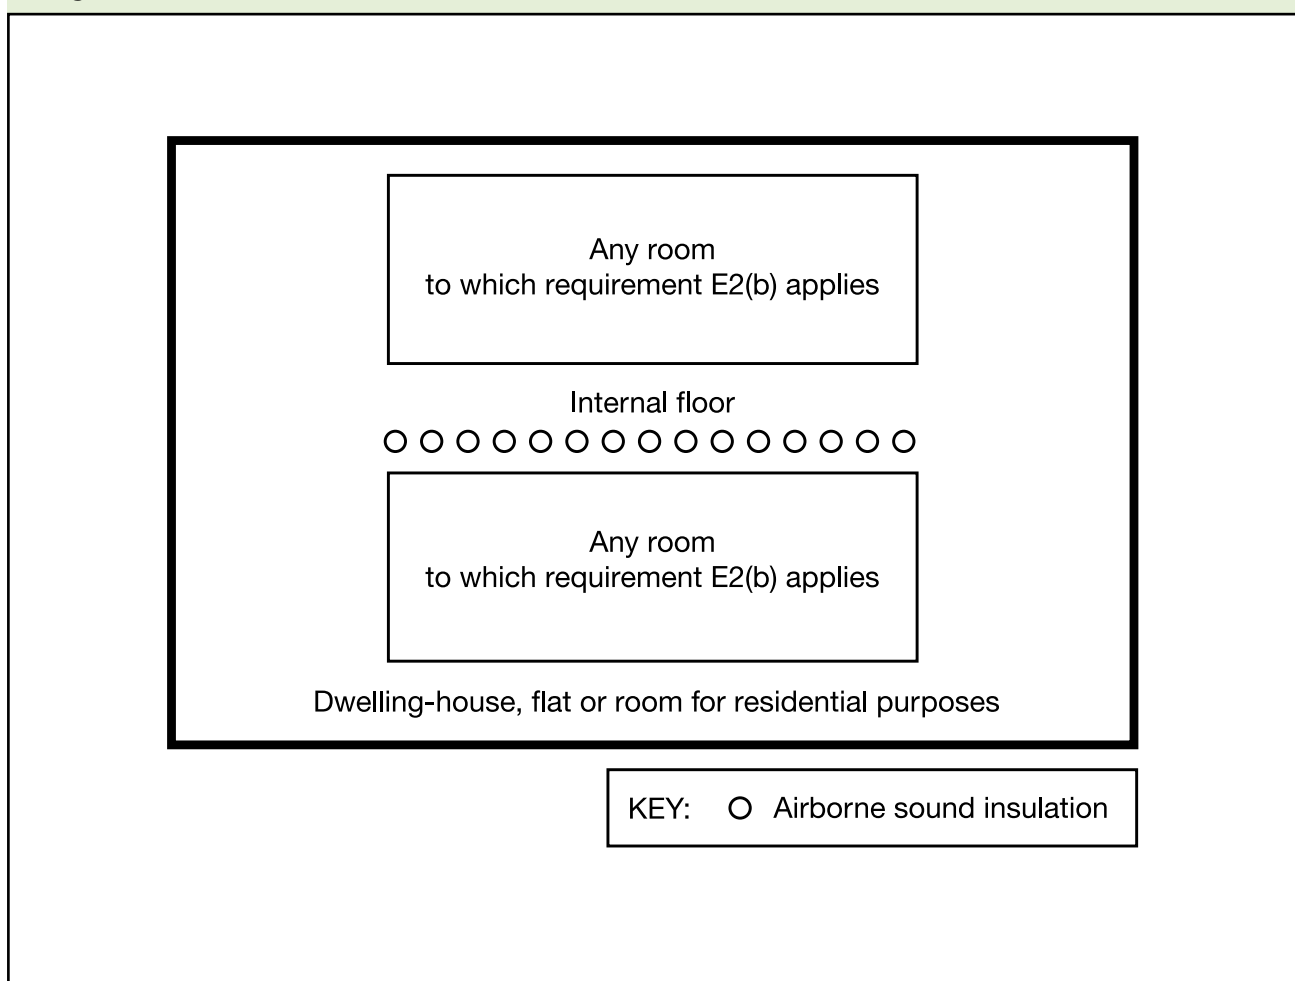 Any room
to which requirement E2(b) applies
Internal floor
Any room
to which requirement E2(b) applies
Dwelling-house, flat or room for residential purposes
KEY: Airborne sound insulation